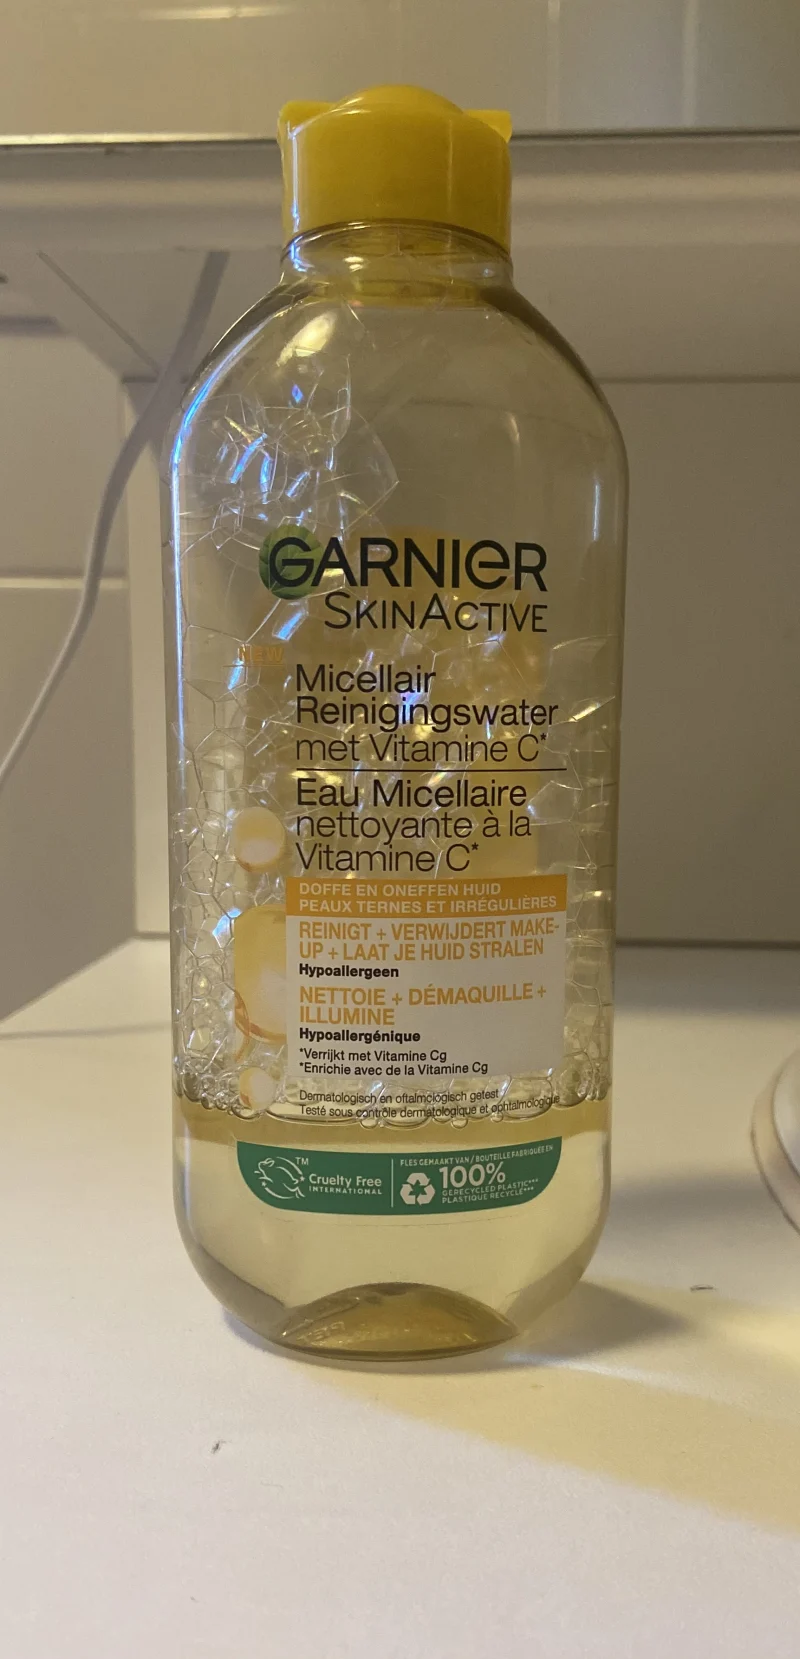 GARNIER
SKINACTIVE
NEW
Micellair
Reinigingswater
met Vitamine C*
Eau Micellaire
nettoyante à la
Vitamine C*
DOFFE EN ONEFFEN HUID
PEAUX TERNES ET IRRÉGULIÈRES
REINIGT + VERWIJDERT MAKE-
UP + LAAT JE HUID STRALEN
Hypoallergeen
NETTOIE + DÉMAQUILLE +
ILLUMINE
Hypoallergénique
*Verrijkt met Vitamine Cg
*Enrichie avec de la Vitamine Cg
Dermatologisch en oftalmologisch getest
Testé sous contrôle dermatologique et ophtalmologique
TM
Cruelty Free
INTERNATIONAL
FLES GEMAAKT VAN / BOUTEILLE FABRIQUÉE EN
100%
GERECYCLED PLASTIC***
PLASTIQUE RECYCLÉ***